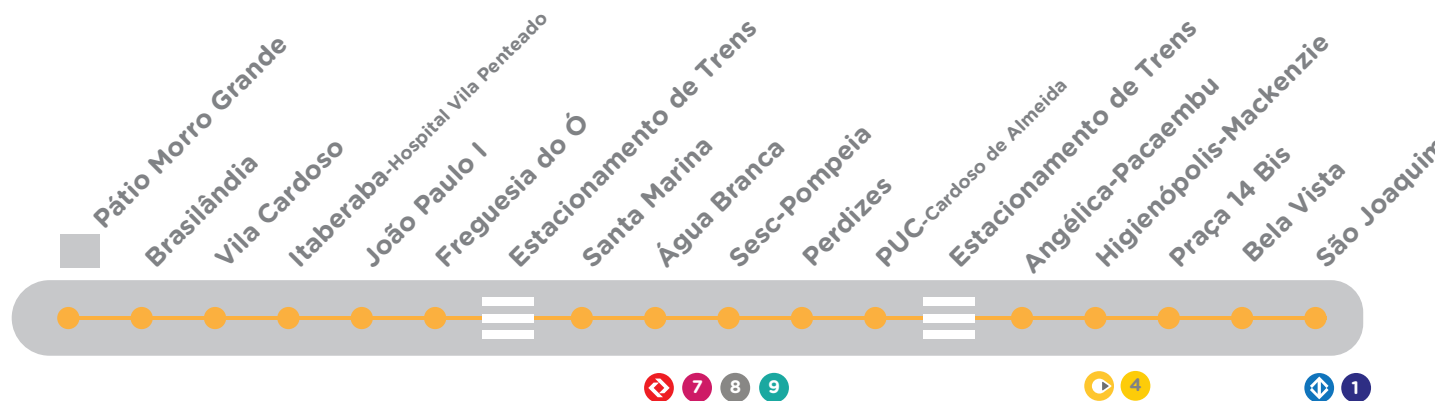 Pátio Morro Grande
Brasilândia
Vila Cardoso
Itaberaba-Hospital Vila Penteado
João Paulo I
Freguesia do Ó
Estacionamento de Trens
Santa Marina
Água Branca
Sesc-Pompeia
Perdizes
PUC-Cardoso de Almeida
Estacionamento de Trens
Angélica-Pacaembu
Higienópolis-Mackenzie
Praça 14 Bis
Bela Vista
São Joaquim
7 8 9
4
1